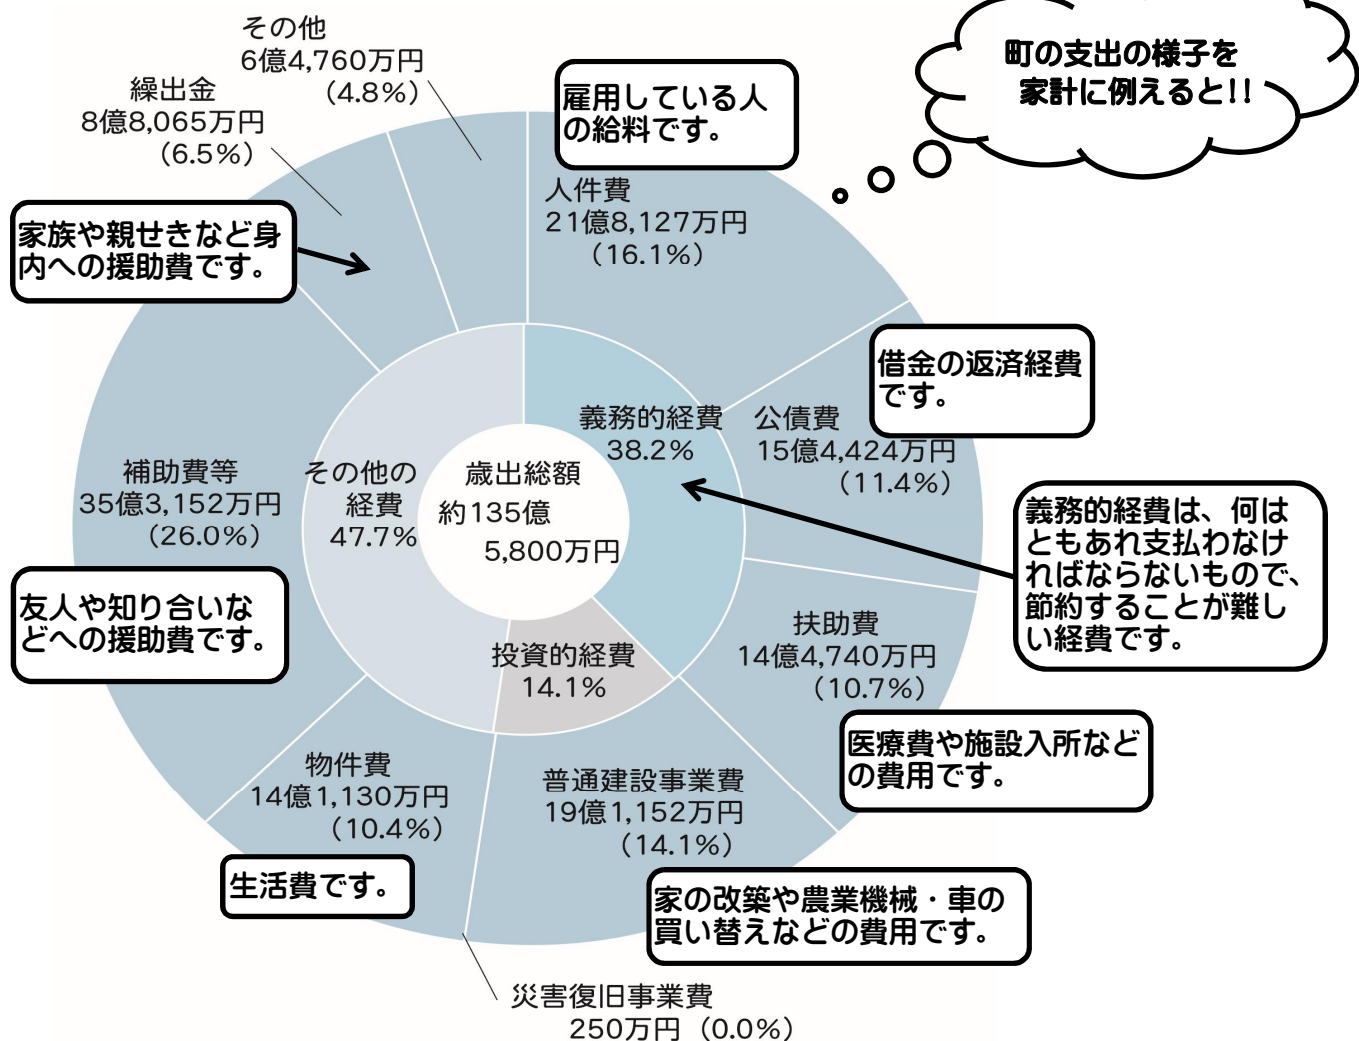 町の支出の様子を
家計に例えると!!
その他
6億4,760万円
(4.8%)
繰出金
8億8,065万円
(6.5%)
雇用している人
の給料です。
人件費
21億8,127万円
(16.1%)
家族や親せきなど身
内への援助費です。
借金の返済経費
です。
義務的経費
38.2%
公債費
15億4,424万円
(11.4%)
補助費等
35億3,152万円
(26.0%)
その他の
経費
47.7%
歳出総額
約135億
5,800万円
義務的経費は、何は
ともあれ支払わなけ
ればならないもので、
節約することが難し
い経費です。
友人や知り合いな
どへの援助費です。
扶助費
14億4,740万円
(10.7%)
投資的経費
14.1%
医療費や施設入所など
の費用です。
物件費
14億1,130万円
(10.4%)
普通建設事業費
19億1,152万円
(14.1%)
生活費です。
家の改築や農業機械・車の
買い替えなどの費用です。
災害復旧事業費
250万円 (0.0%)